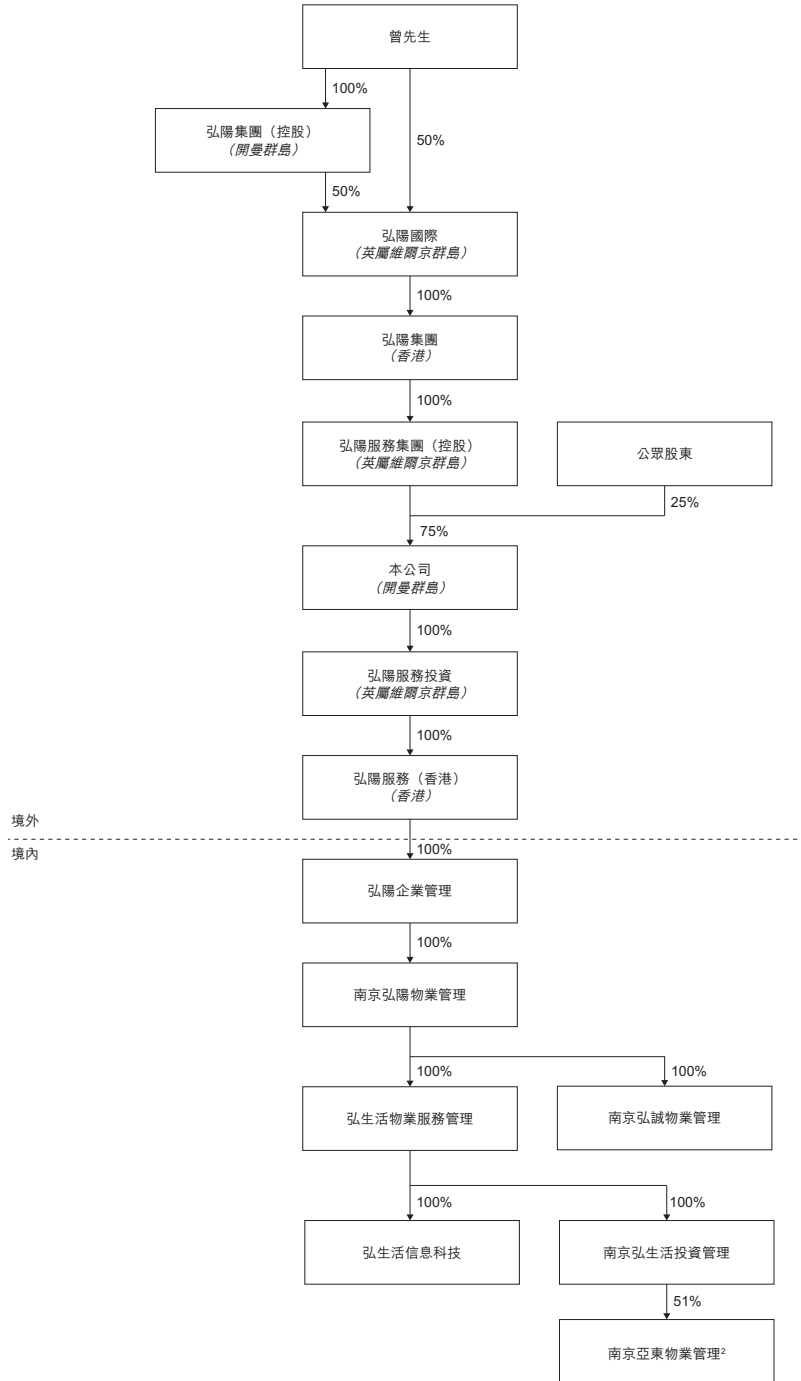 曾先生
100%
弘陽集團（控股）
（開曼群島）
50%
50%
弘陽國際
（英屬維爾京群島）
100%
弘陽集團
（香港）
100%
弘陽服務集團（控股）
（英屬維爾京群島）
公眾股東
25%
75%
本公司
（開曼群島）
100%
弘陽服務投資
（英屬維爾京群島）
100%
弘陽服務（香港）
（香港）
境外
境內
100%
弘陽企業管理
100%
南京弘陽物業管理
100%
100%
弘生活物業服務管理
南京弘誠物業管理
100%
100%
弘生活信息科技
南京弘生活投資管理
51%
南京亞東物業管理²